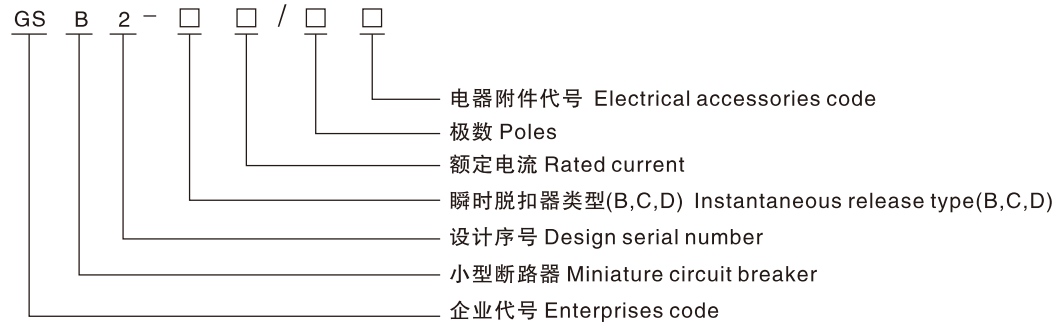 GS B 2 - □ □ / □ □
电器附件代号 Electrical accessories code
极数 Poles
额定电流 Rated current
瞬时脱扣器类型(B,C,D) Instantaneous release type(B,C,D)
设计序号 Design serial number
小型断路器 Miniature circuit breaker
企业代号 Enterprises code